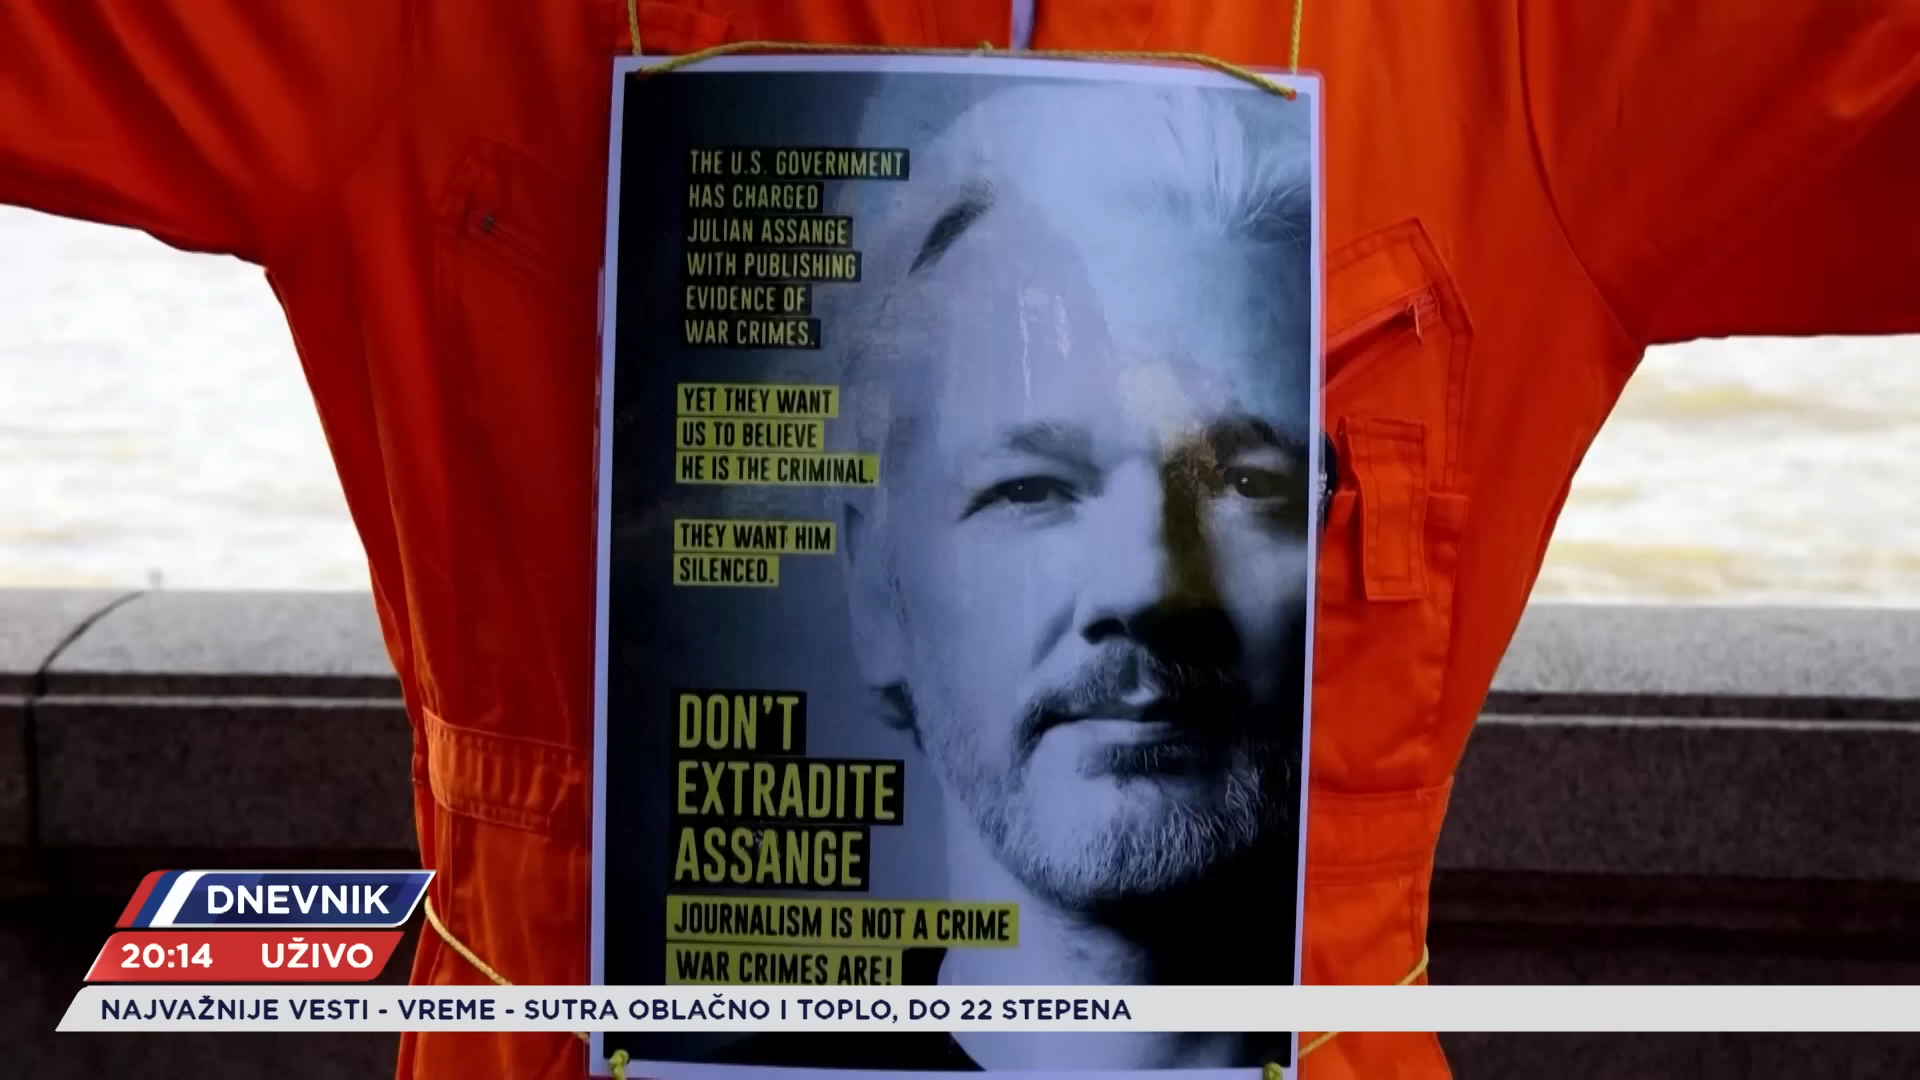 THE U.S. GOVERNMENT
HAS CHARGED
JULIAN ASSANGE
WITH PUBLISHING
EVIDENCE OF
WAR CRIMES.
YET THEY WANT
US TO BELIEVE
HE IS THE CRIMINAL.
THEY WANT HIM
SILENCED.
DON'T
EXTRADITE
ASSANGE
JOURNALISM IS NOT A CRIME
WAR CRIMES ARE!
DNEVNIK
20:14 UŽIVO
NAJVAŽNIJE VESTI - VREME - SUTRA OBLAČNO I TOPLO, DO 22 STEPENA